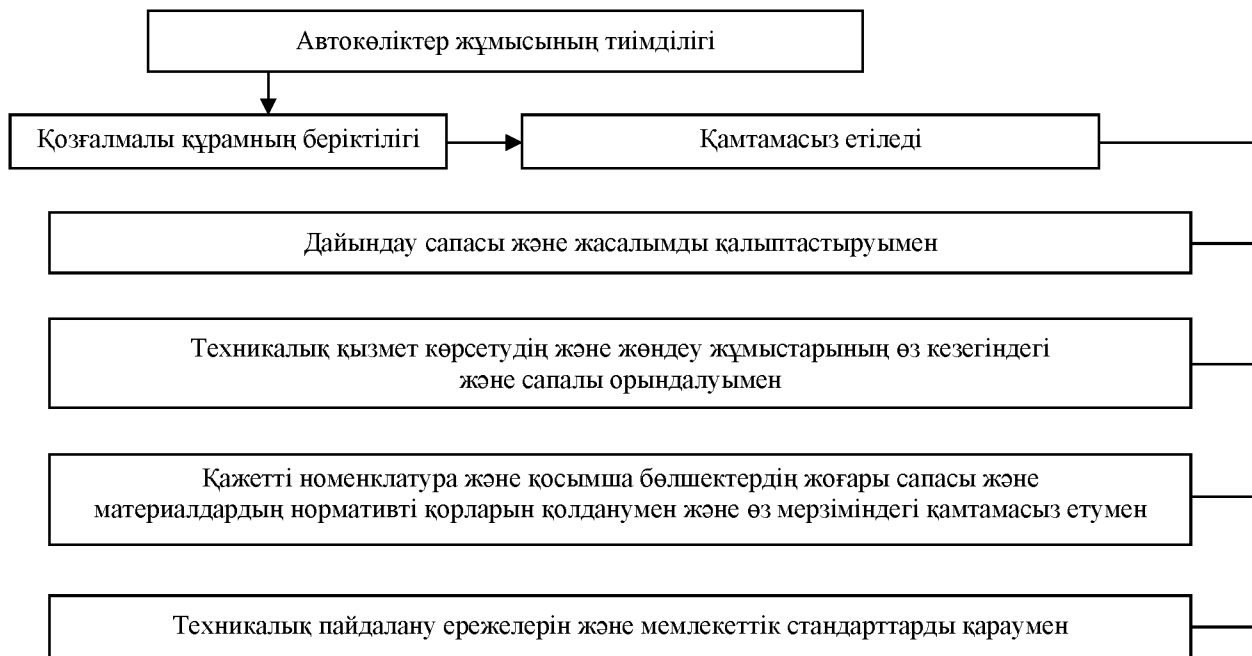 Автокөліктер жұмысының тиімділігі
Қозғалмалы құрамның беріктілігі
Қамтамасыз етіледі
Дайындау сапасы және жасалымды қалыптастыруымен
Техникалық қызмет көрсетудің және жөндеу жұмыстарының өз кезегіндегі
және сапалы орындалуымен
Қажетті номенклатура және қосымша бөлшектердің жоғары сапасы және
материалдардың нормативті қорларын қолданумен және өз мерзіміндегі қамтамасыз етумен
Техникалық пайдалану ережелерін және мемлекеттік стандарттарды қараумен